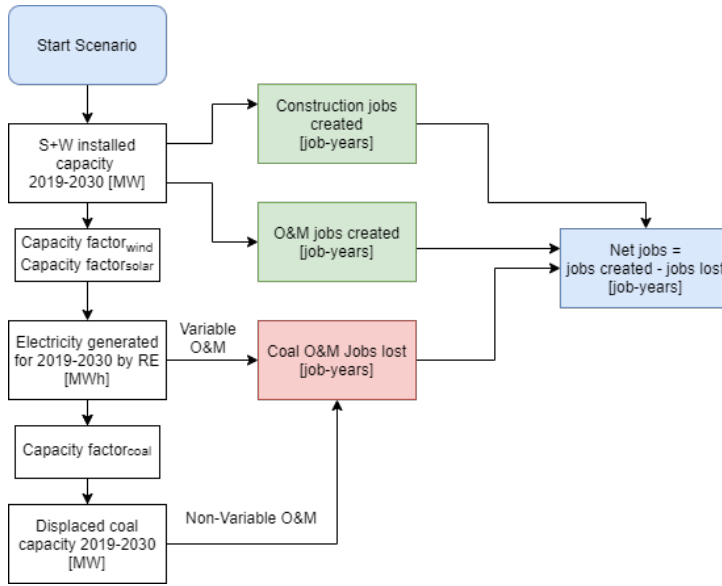 Start Scenario
S+W installed
capacity
2019-2030 [MW]
Capacity factorwind
Capacity factorsolar
Electricity generated
for 2019-2030 by RE
[MWh]
Capacity factorcoal
Displaced coal
capacity 2019-2030
[MW]
Variable
O&M
Non-Variable O&M
Construction jobs
created
[job-years]
O&M jobs created
[job-years]
Coal O&M Jobs lost
[job-years]
Net jobs =
jobs created - jobs lost
[job-years]